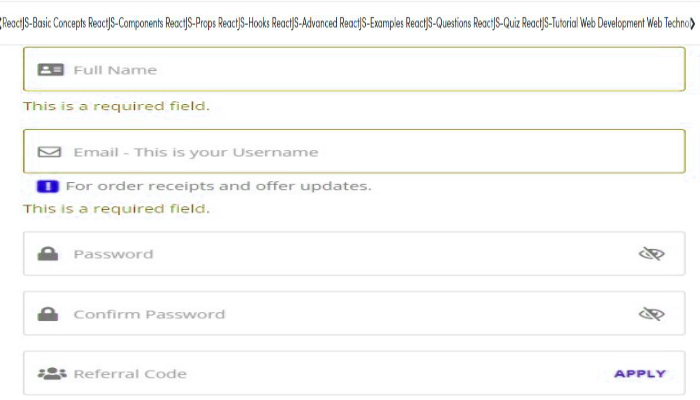 ReactJS-Basic Concepts ReactJS-Components ReactJS-Props ReactJS-Hooks ReactJS-Advanced ReactJS-Examples ReactJS-Questions ReactJS-Quiz ReactJS-Tutorial Web Development Web Techno
Full Name
This is a required field.
Email - This is your Username
! For order receipts and offer updates.
This is a required field.
Password
Confirm Password
Referral Code APPLY